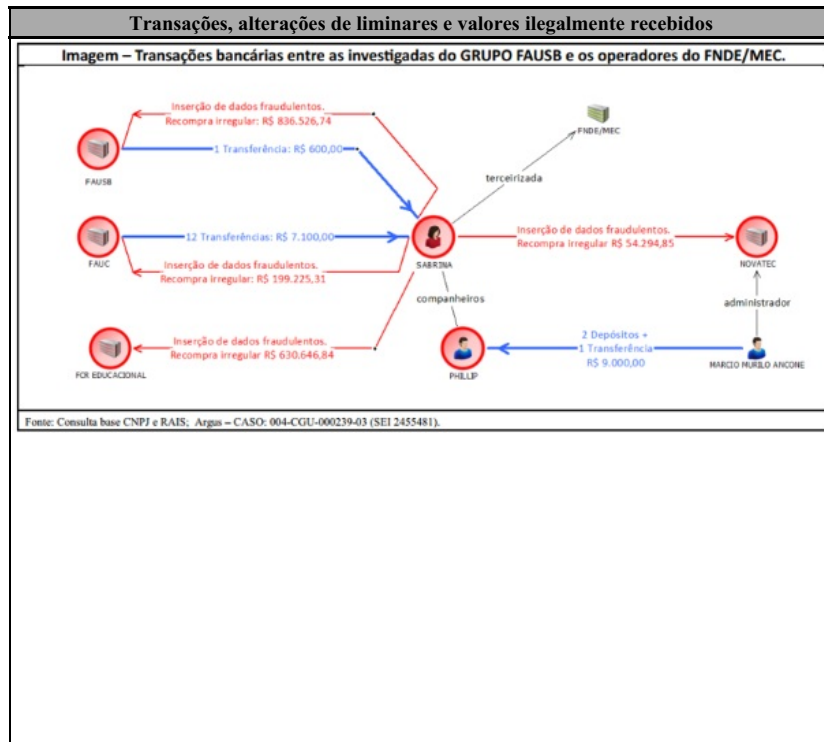 Transações, alterações de liminares e valores ilegalmente recebidos
Imagem – Transações bancárias entre as investigadas do GRUPO FAUSB e os operadores do FNDE/MEC.
Inserção de dados fraudulentos.
Recompra irregular: R$ 836.526,74
FNDE/MEC
1 Transferência: R$ 600,00
FAUSB
terceirizada
12 Transferências: R$ 7.100,00
Inserção de dados fraudulentos.
Recompra irregular R$ 54.294,85
FAUC
Inserção de dados fraudulentos.
Recompra irregular: R$ 199.225,31
SABRINA
NOVATEC
companheiros
administrador
Inserção de dados fraudulentos.
Recompra irregular R$ 630.646,84
2 Depósitos +
1 Transferência
R$ 9.000,00
FCR EDUCACIONAL
PHILLIP
MARCIO MURILO ANCONE
Fonte: Consulta base CNPJ e RAIS; Argus – CASO: 004-CGU-000239-03 (SEI 2455481).